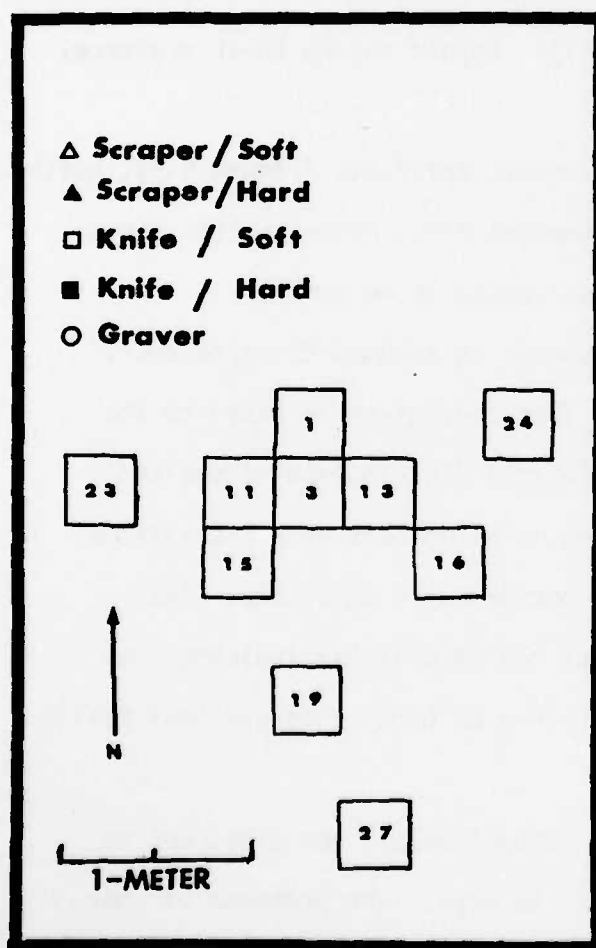 △ Scraper / Soft
▲ Scraper/Hard
□ Knife / Soft
■ Knife / Hard
○ Graver
1
24
23
11
3
13
15
16
19
N
27
1-METER